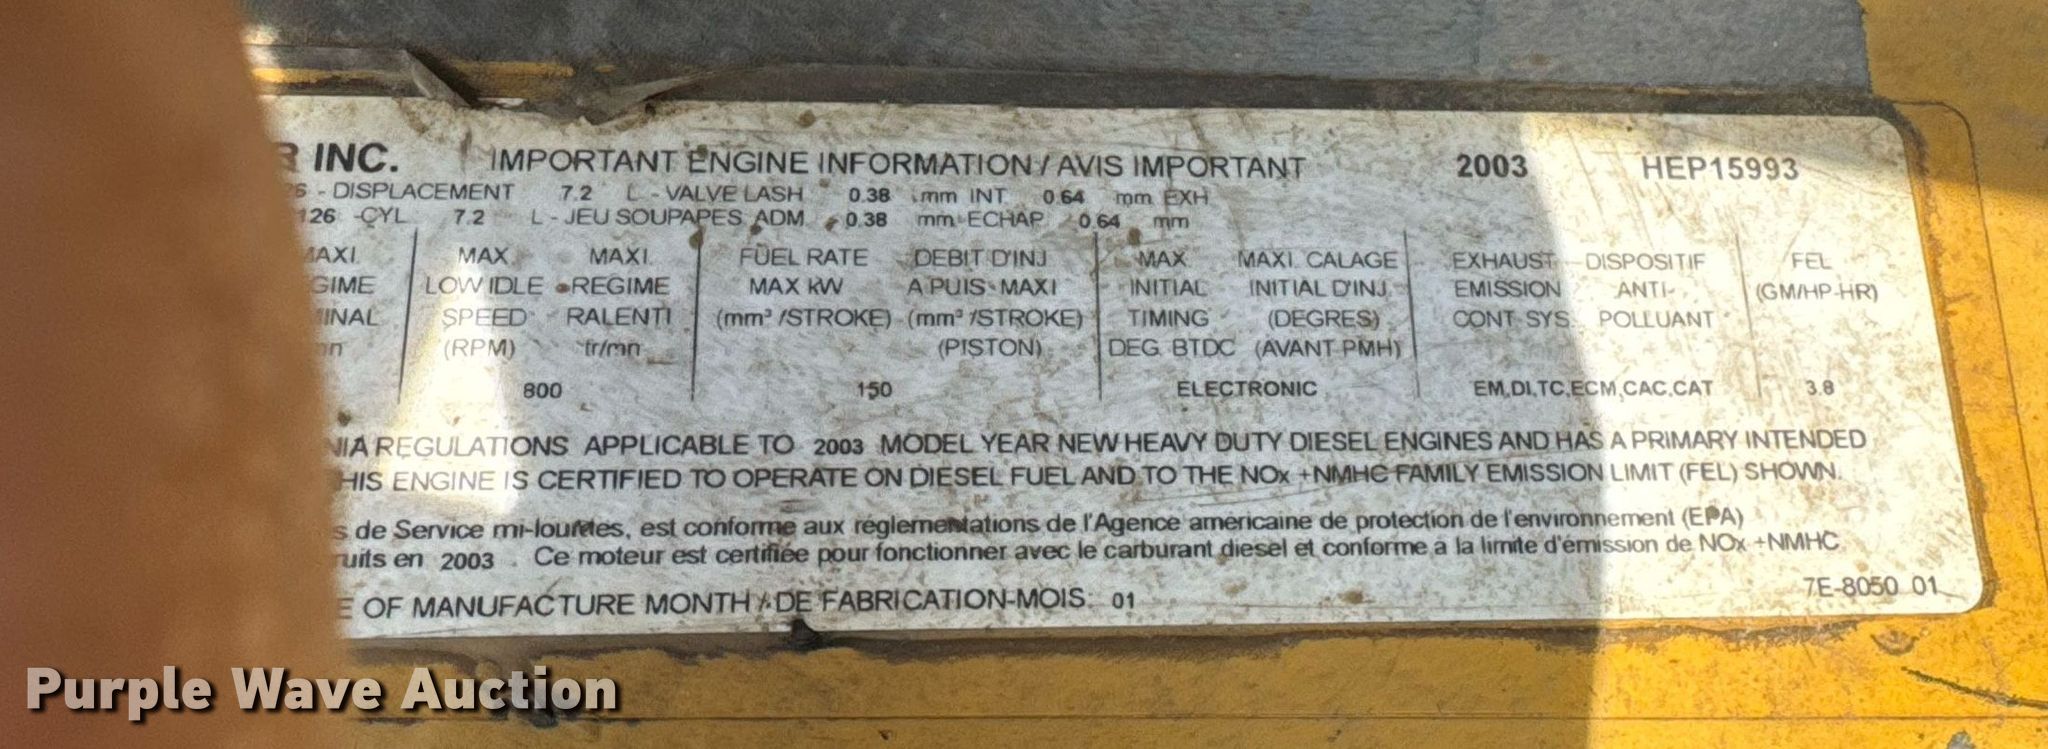 R INC. IMPORTANT ENGINE INFORMATION / AVIS IMPORTANT 2003 HEP15993
26 - DISPLACEMENT 7.2 L - VALVE LASH 0.38 mm INT 0.64 mm EXH
126 -CYL 7.2 L - JEU SOUPAPES ADM 0.38 mm ECHAP 0.64 mm
MAXI. MAX. MAXI. FUEL RATE DEBIT D'INJ MAX. MAXI. CALAGE EXHAUST DISPOSITIF FEL
GIME LOW IDLE REGIME MAX kW A PUIS MAXI INITIAL INITIAL D'INJ. EMISSION ANTI- (GM/HP-HR)
MINAL SPEED RALENTI (mm³ /STROKE) (mm³ /STROKE) TIMING (DEGRES) CONT SYS. POLLUANT
(RPM) tr/mn (PISTON) DEG. BTDC (AVANT PMH)
800 150 ELECTRONIC EM,DI,TC,ECM,CAC,CAT 3.8
NIA REGULATIONS APPLICABLE TO 2003 MODEL YEAR NEW HEAVY DUTY DIESEL ENGINES AND HAS A PRIMARY INTENDED
HIS ENGINE IS CERTIFIED TO OPERATE ON DIESEL FUEL AND TO THE NOx +NMHC FAMILY EMISSION LIMIT (FEL) SHOWN.
s de Service mi-lourdes, est conforme aux réglementations de l'Agence américaine de protection de l'environnement (EPA)
ruits en 2003 . Ce moteur est certifiée pour fonctionner avec le carburant diesel et conforme à la limite d'émission de NOx +NMHC
E OF MANUFACTURE MONTH / DE FABRICATION-MOIS: 01
7E-8050 01
Purple Wave Auction